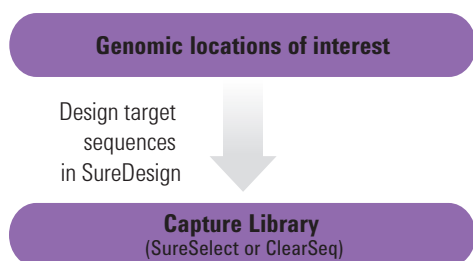 Genomic locations of interest
Design target
sequences
in SureDesign
Capture Library
(SureSelect or ClearSeq)